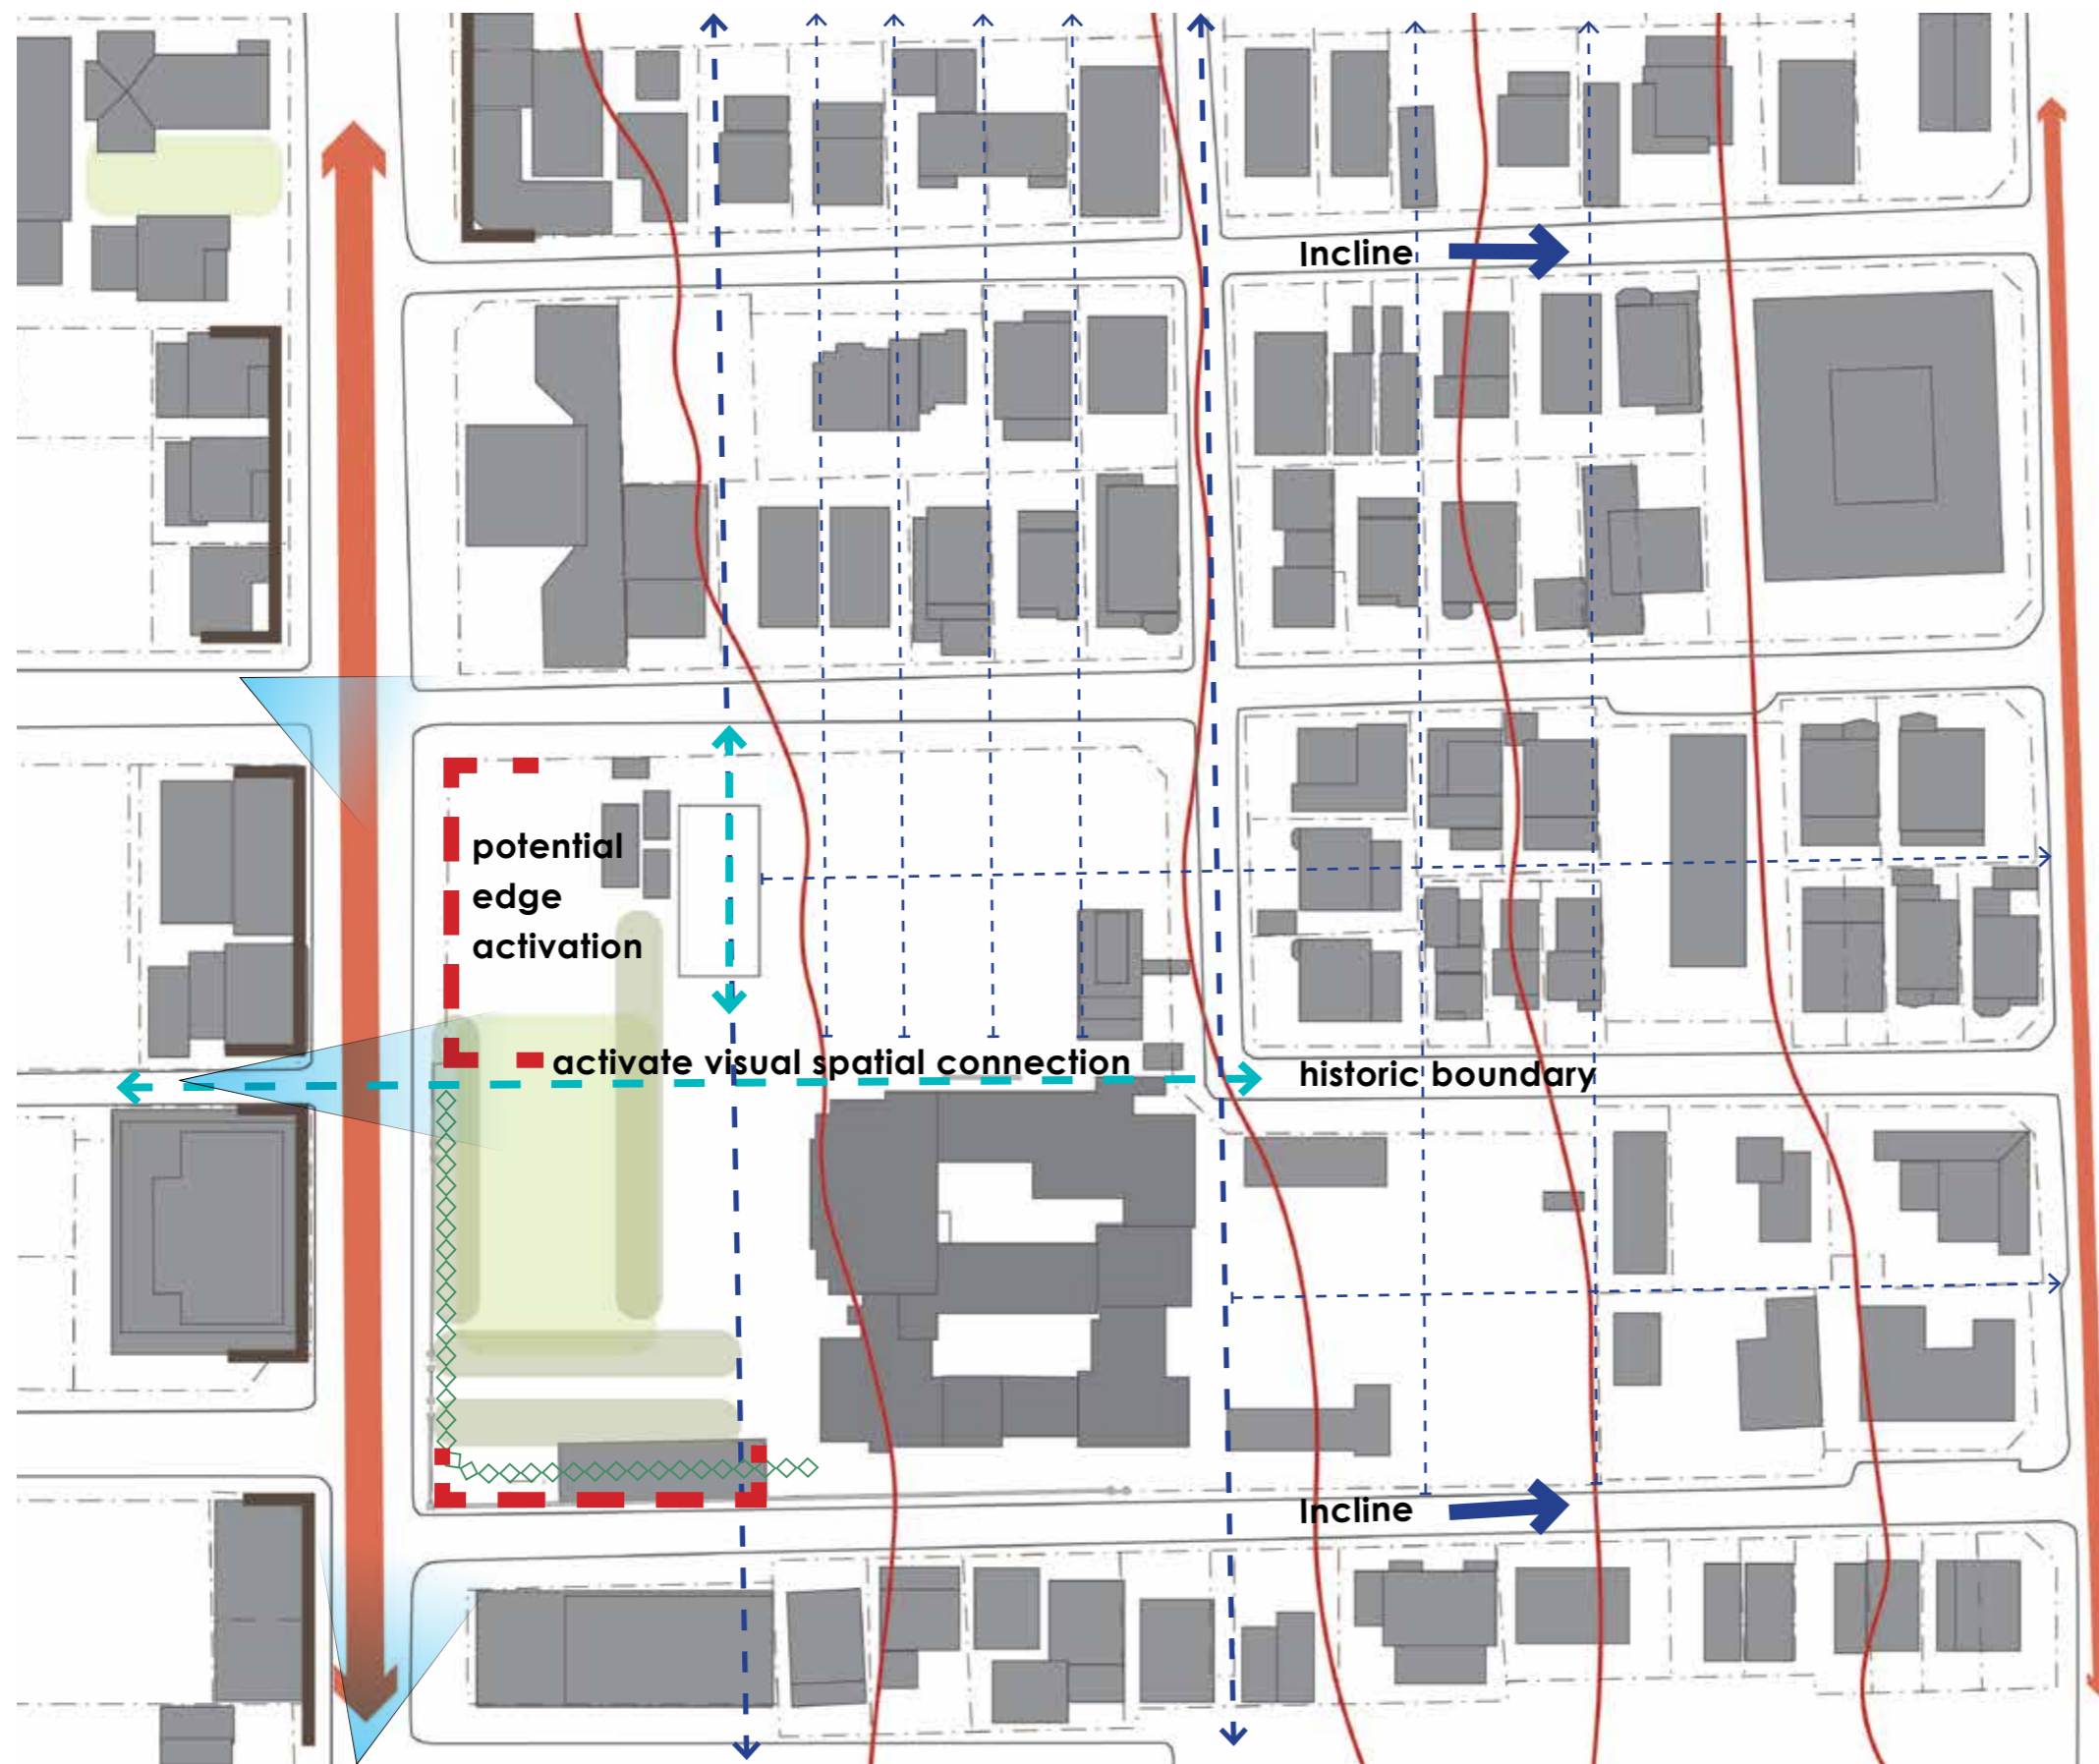 Incline
potential
edge
activation
activate visual spatial connection
historic boundary
Incline